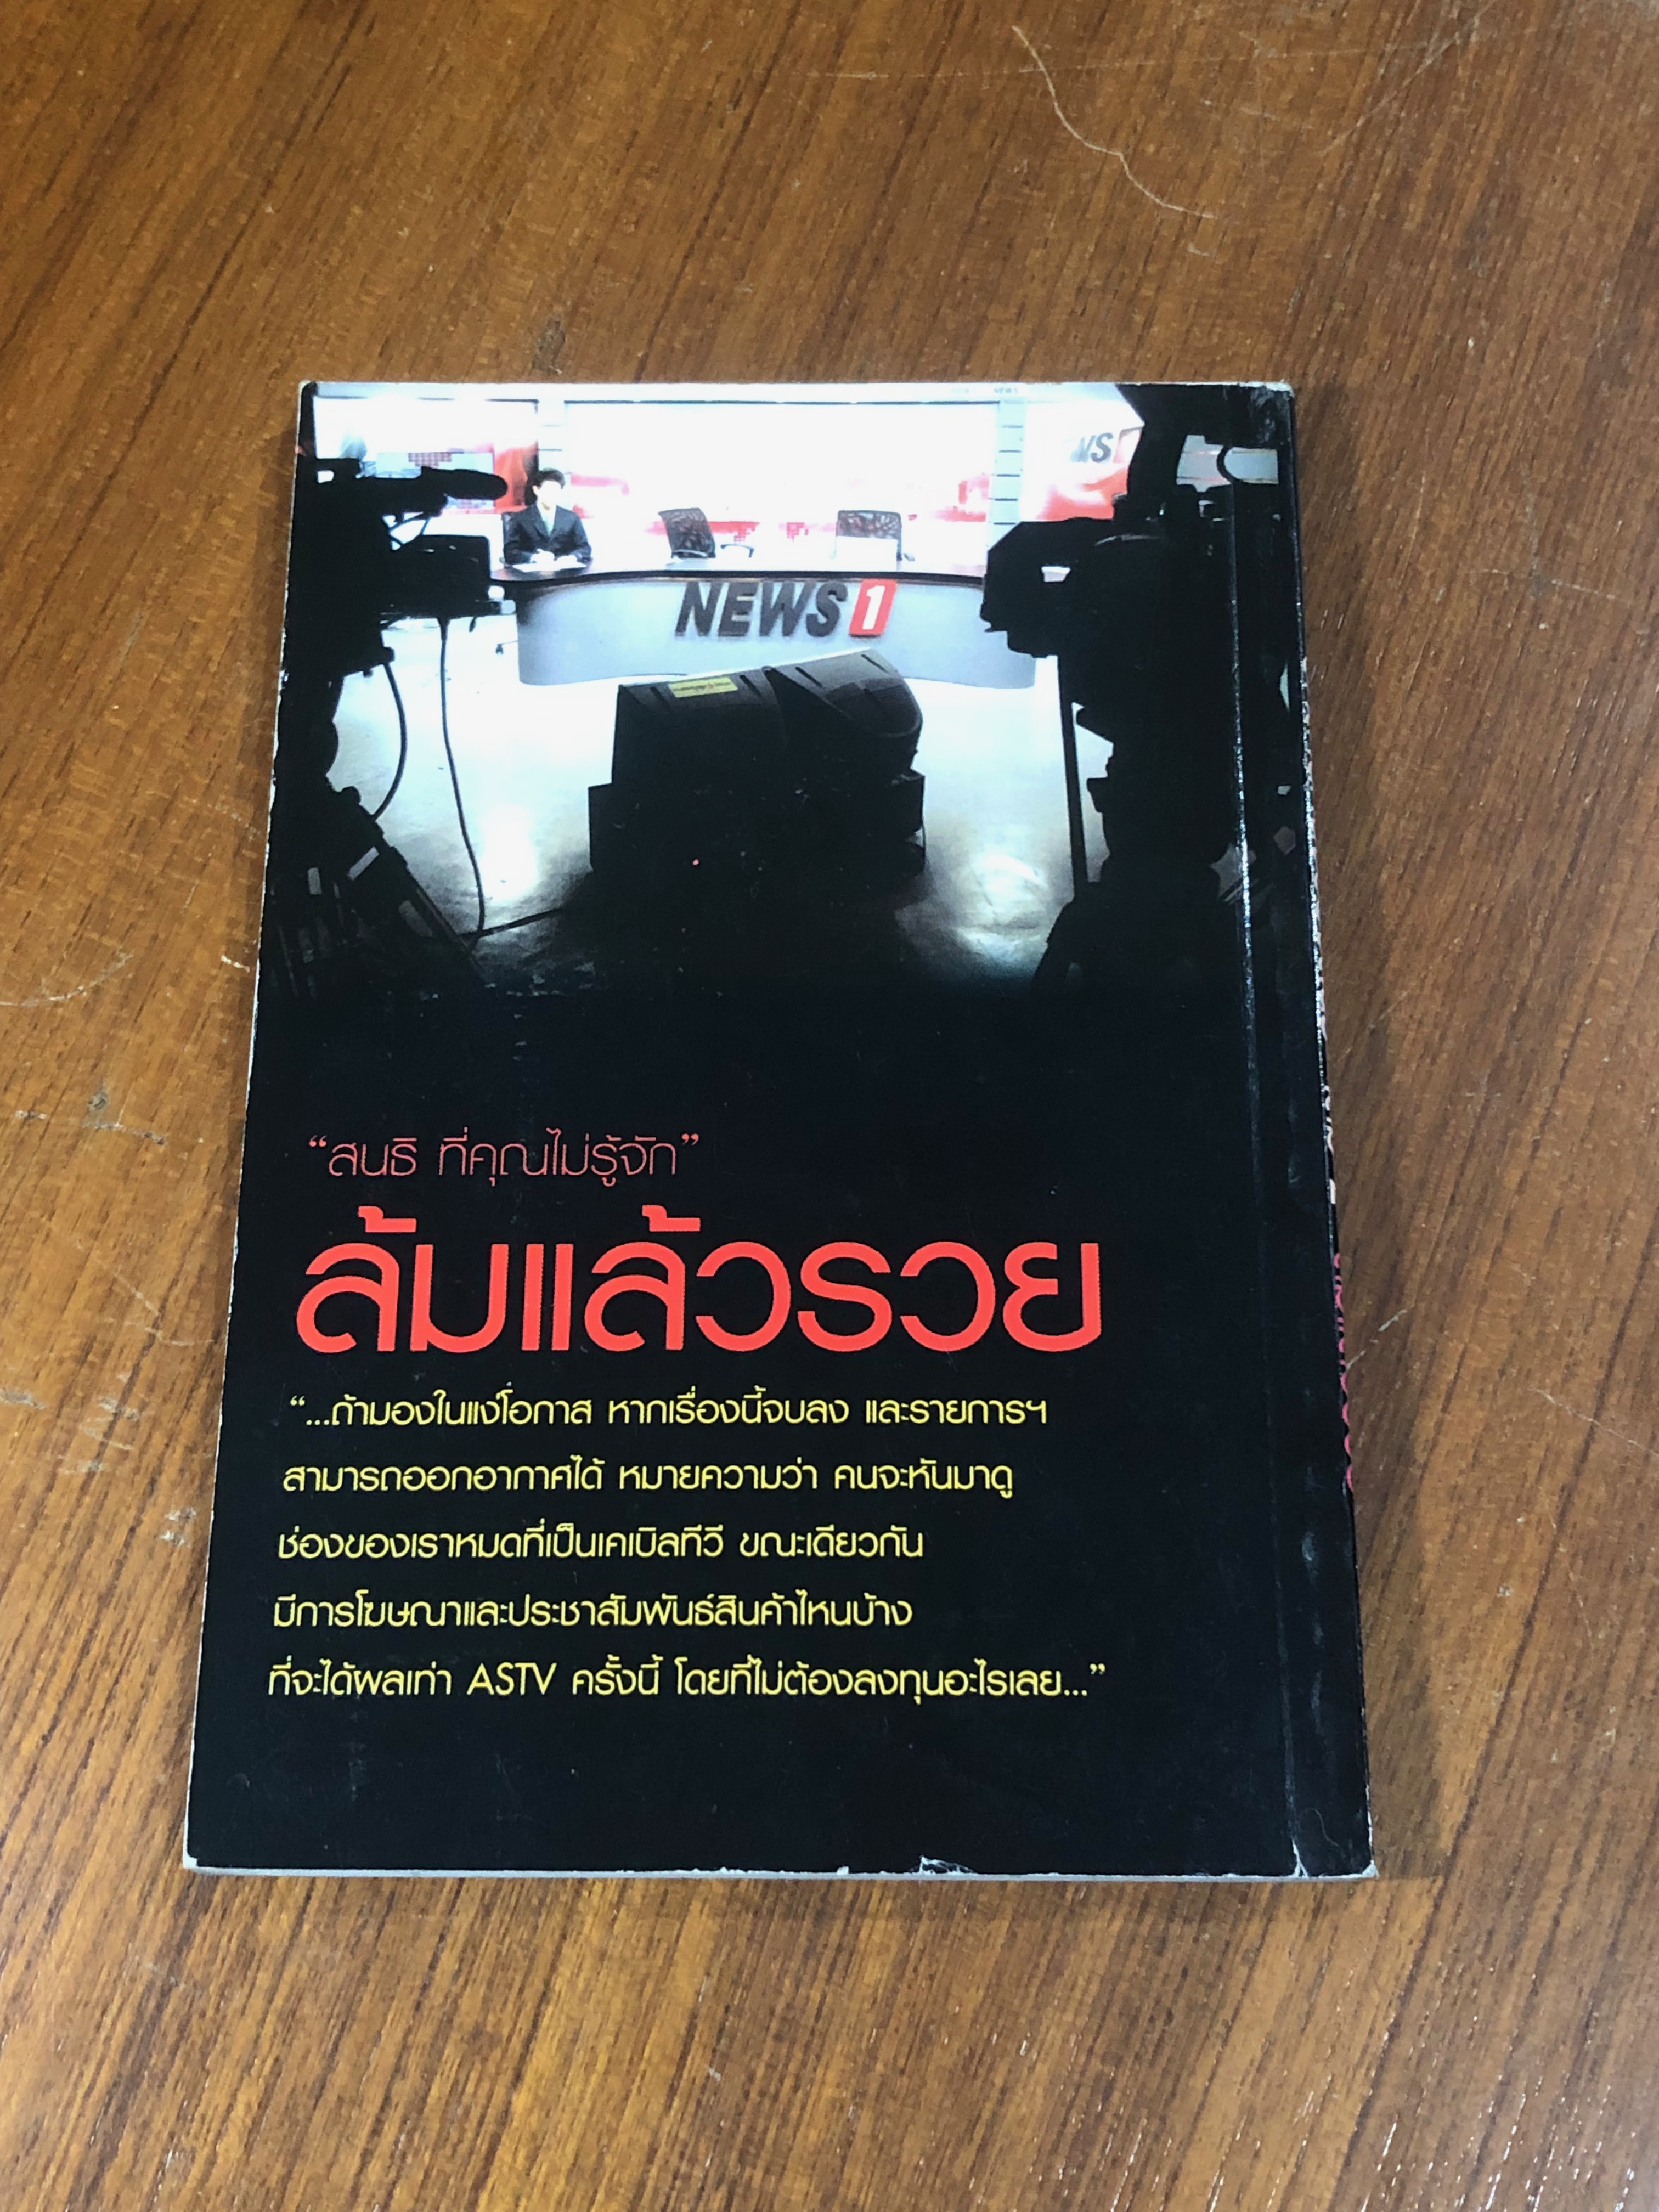 NEWS 1
“สนธิ ที่คุณไม่รู้จัก”
ล้มแล้วรวย
“...ถ้ามองในแง่โอกาส หากเรื่องนี้จบลง และรายการฯ
สามารถออกอากาศได้ หมายความว่า คนจะหันมาดู
ช่องของเราหมดที่เป็นเคเบิลทีวี ขณะเดียวกัน
มีการโฆษณาและประชาสัมพันธ์สินค้าไหนบ้าง
ที่จะได้ผลเท่า ASTV ครั้งนี้ โดยที่ไม่ต้องลงทุนอะไรเลย...”